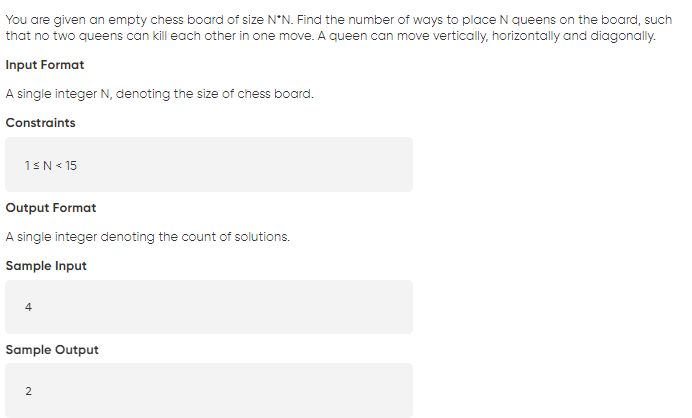 You are given an empty chess board of size N*N. Find the number of ways to place N queens on the board, such
that no two queens can kill each other in one move. A queen can move vertically, horizontally and diagonally.
Input Format
A single integer N, denoting the size of chess board.
Constraints
1 ≤ N < 15
Output Format
A single integer denoting the count of solutions.
Sample Input
4
Sample Output
2